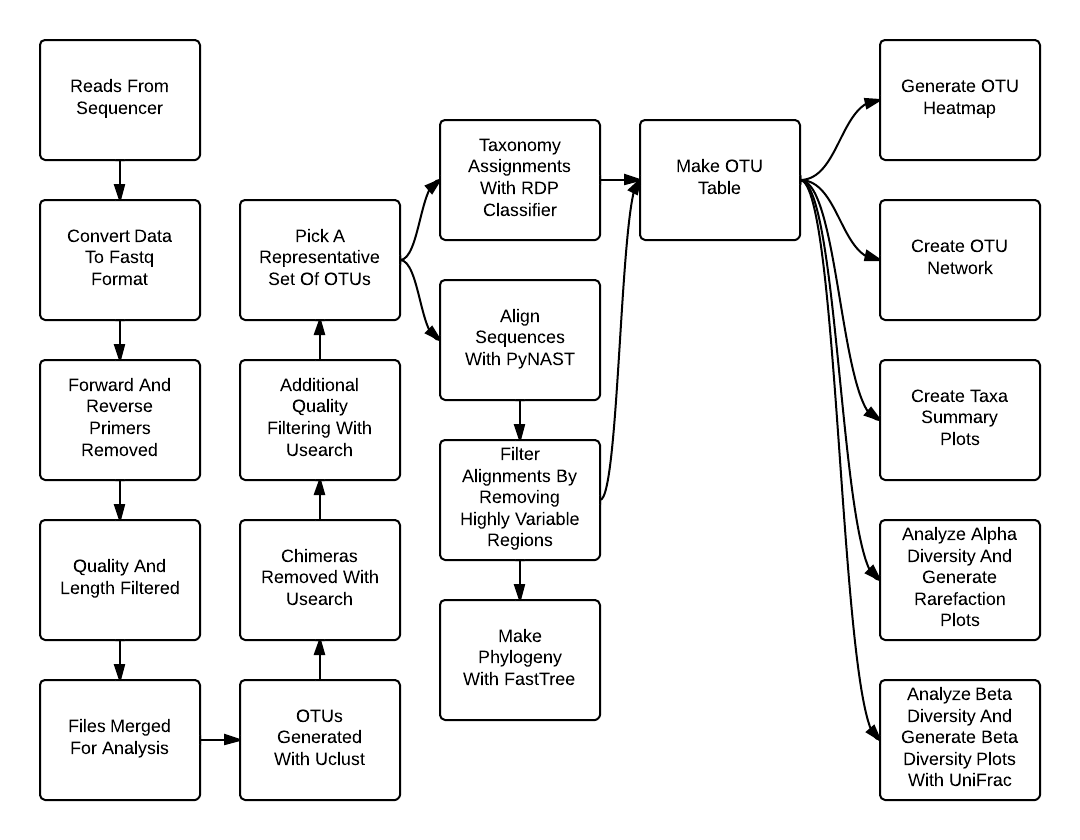 Reads From
Sequencer
Convert Data
To Fastq
Format
Forward And
Reverse
Primers
Removed
Quality And
Length Filtered
Files Merged
For Analysis
OTUs
Generated
With Uclust
Chimeras
Removed With
Usearch
Additional
Quality
Filtering With
Usearch
Pick A
Representative
Set Of OTUs
Taxonomy
Assignments
With RDP
Classifier
Align
Sequences
With PyNAST
Filter
Alignments By
Removing
Highly Variable
Regions
Make
Phylogeny
With FastTree
Make OTU
Table
Generate OTU
Heatmap
Create OTU
Network
Create Taxa
Summary
Plots
Analyze Alpha
Diversity And
Generate
Rarefaction
Plots
Analyze Beta
Diversity And
Generate Beta
Diversity Plots
With UniFrac